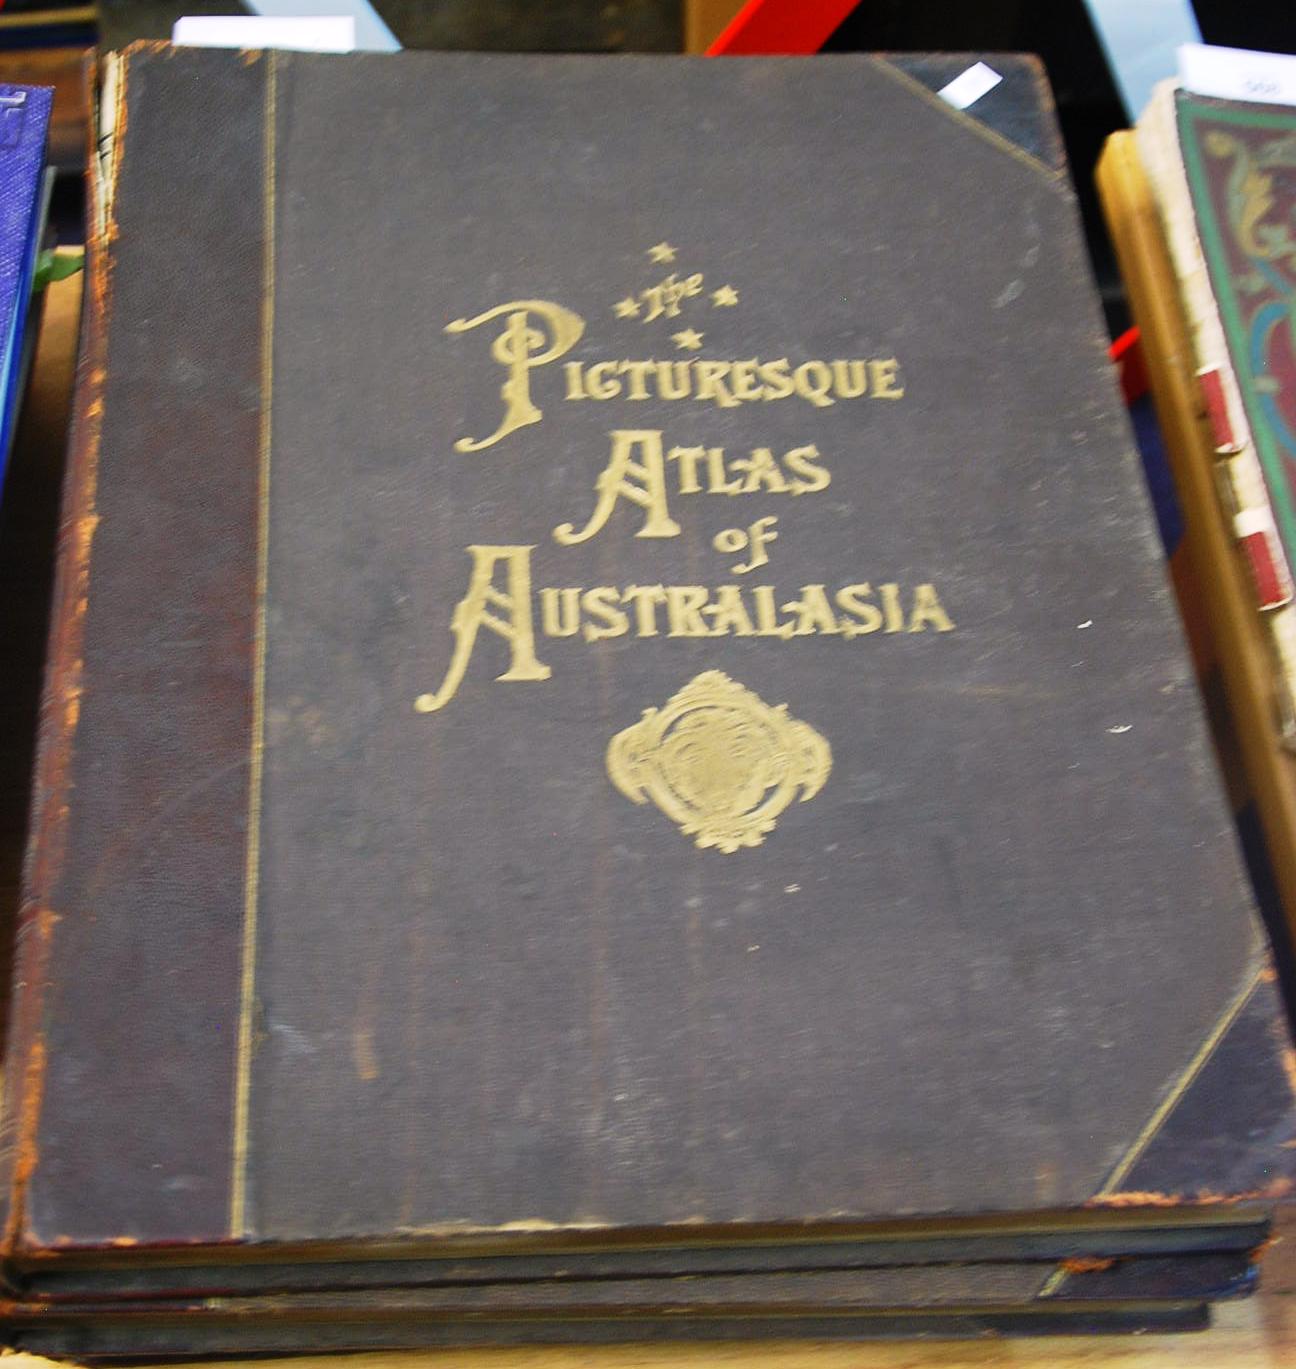 The
Picturesque
Atlas
of
Australasia